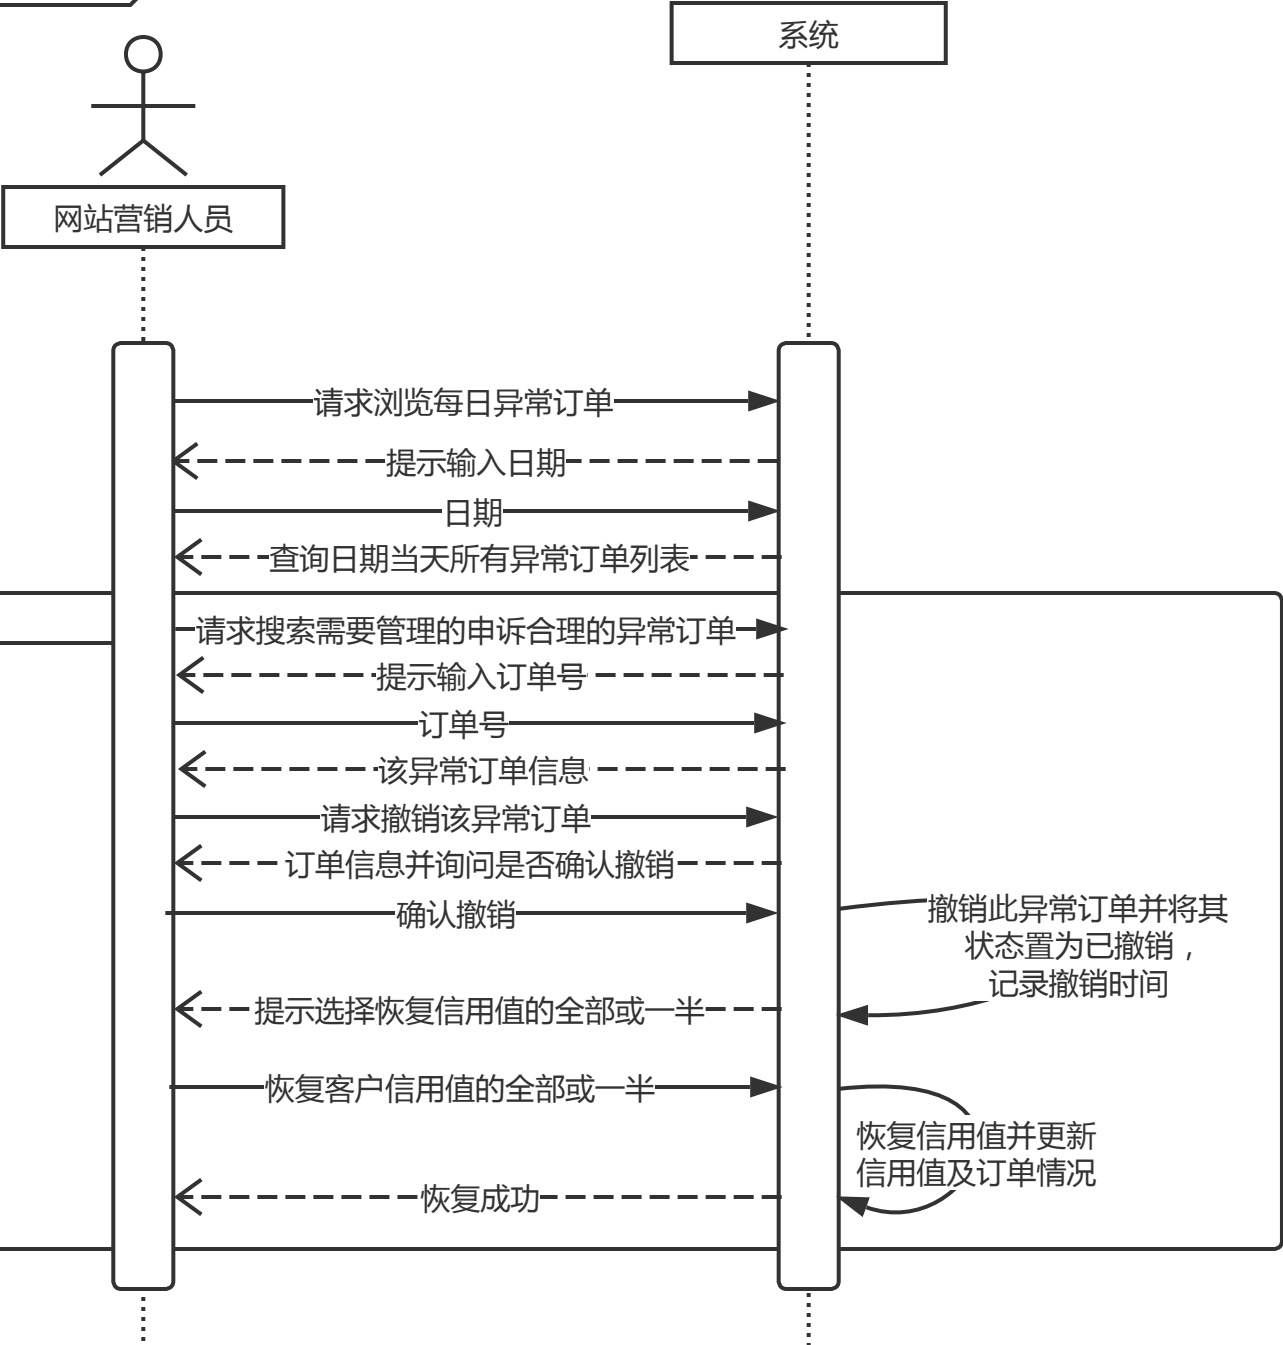 系统
网站营销人员
请求浏览每日异常订单
提示输入日期
日期
查询日期当天所有异常订单列表
请求搜索需要管理的申诉合理的异常订单
提示输入订单号
订单号
该异常订单信息
请求撤销该异常订单
订单信息并询问是否确认撤销
确认撤销
撤销此异常订单并将其
状态置为已撤销，
记录撤销时间
提示选择恢复信用值的全部或一半
恢复客户信用值的全部或一半
恢复信用值并更新
信用值及订单情况
恢复成功